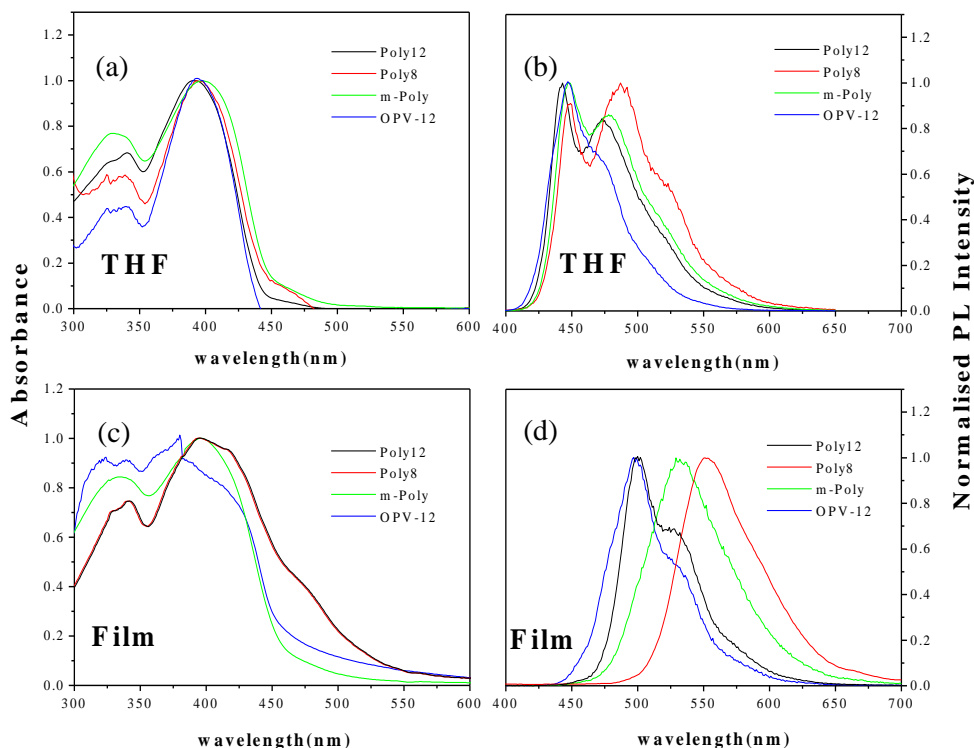 Absorbance
Normalised PL Intensity
(a)
Poly12
Poly8
m-Poly
OPV-12
THF
1.2
1.0
0.8
0.6
0.4
0.2
0.0
300 350 400 450 500 550 600
wavelength(nm)
(b)
Poly12
Poly8
m-Poly
OPV-12
THF
1.2
1.0
0.8
0.6
0.4
0.2
0.0
400 450 500 550 600 650 700
wavelength(nm)
(c)
Poly12
Poly8
m-Poly
OPV-12
Film
1.2
1.0
0.8
0.6
0.4
0.2
0.0
300 350 400 450 500 550 600
wavelength(nm)
(d)
Poly12
Poly8
m-Poly
OPV-12
Film
1.2
1.0
0.8
0.6
0.4
0.2
0.0
400 450 500 550 600 650 700
wavelength(nm)